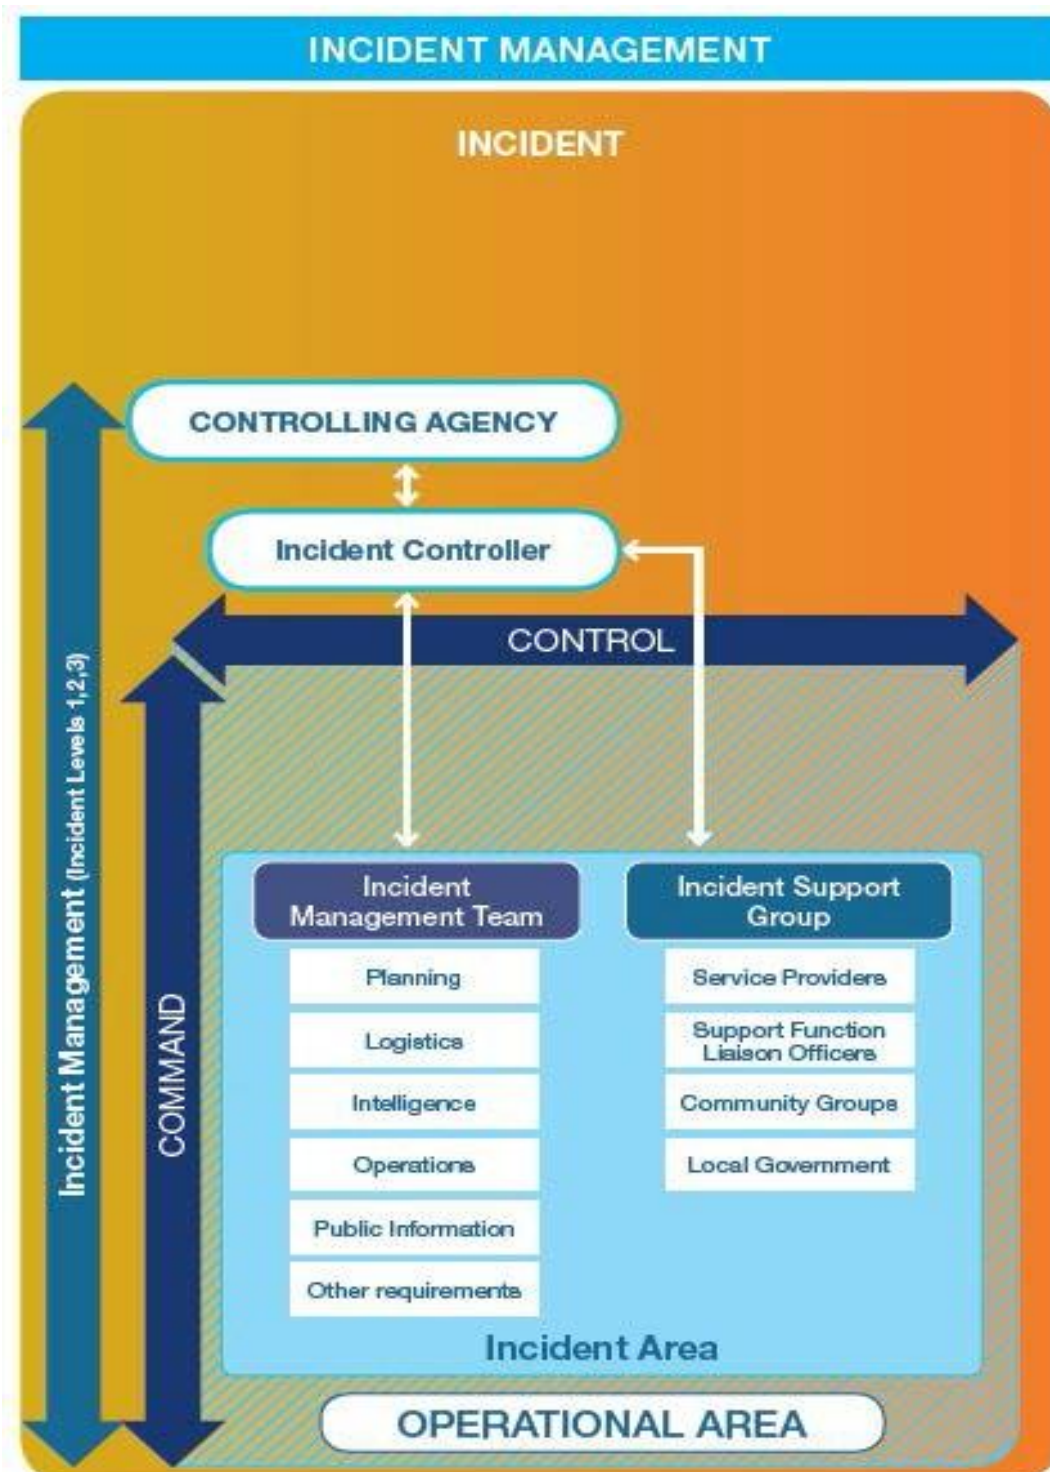 INCIDENT MANAGEMENT
INCIDENT
CONTROLLING AGENCY
Incident Controller
CONTROL
Incident Management (Incident Levels 1,2,3)
COMMAND
Incident
Management Team
Planning
Logistics
Intelligence
Operations
Public Information
Other requirements
Incident Support
Group
Service Providers
Support Function
Liaison Officers
Community Groups
Local Government
Incident Area
OPERATIONAL AREA